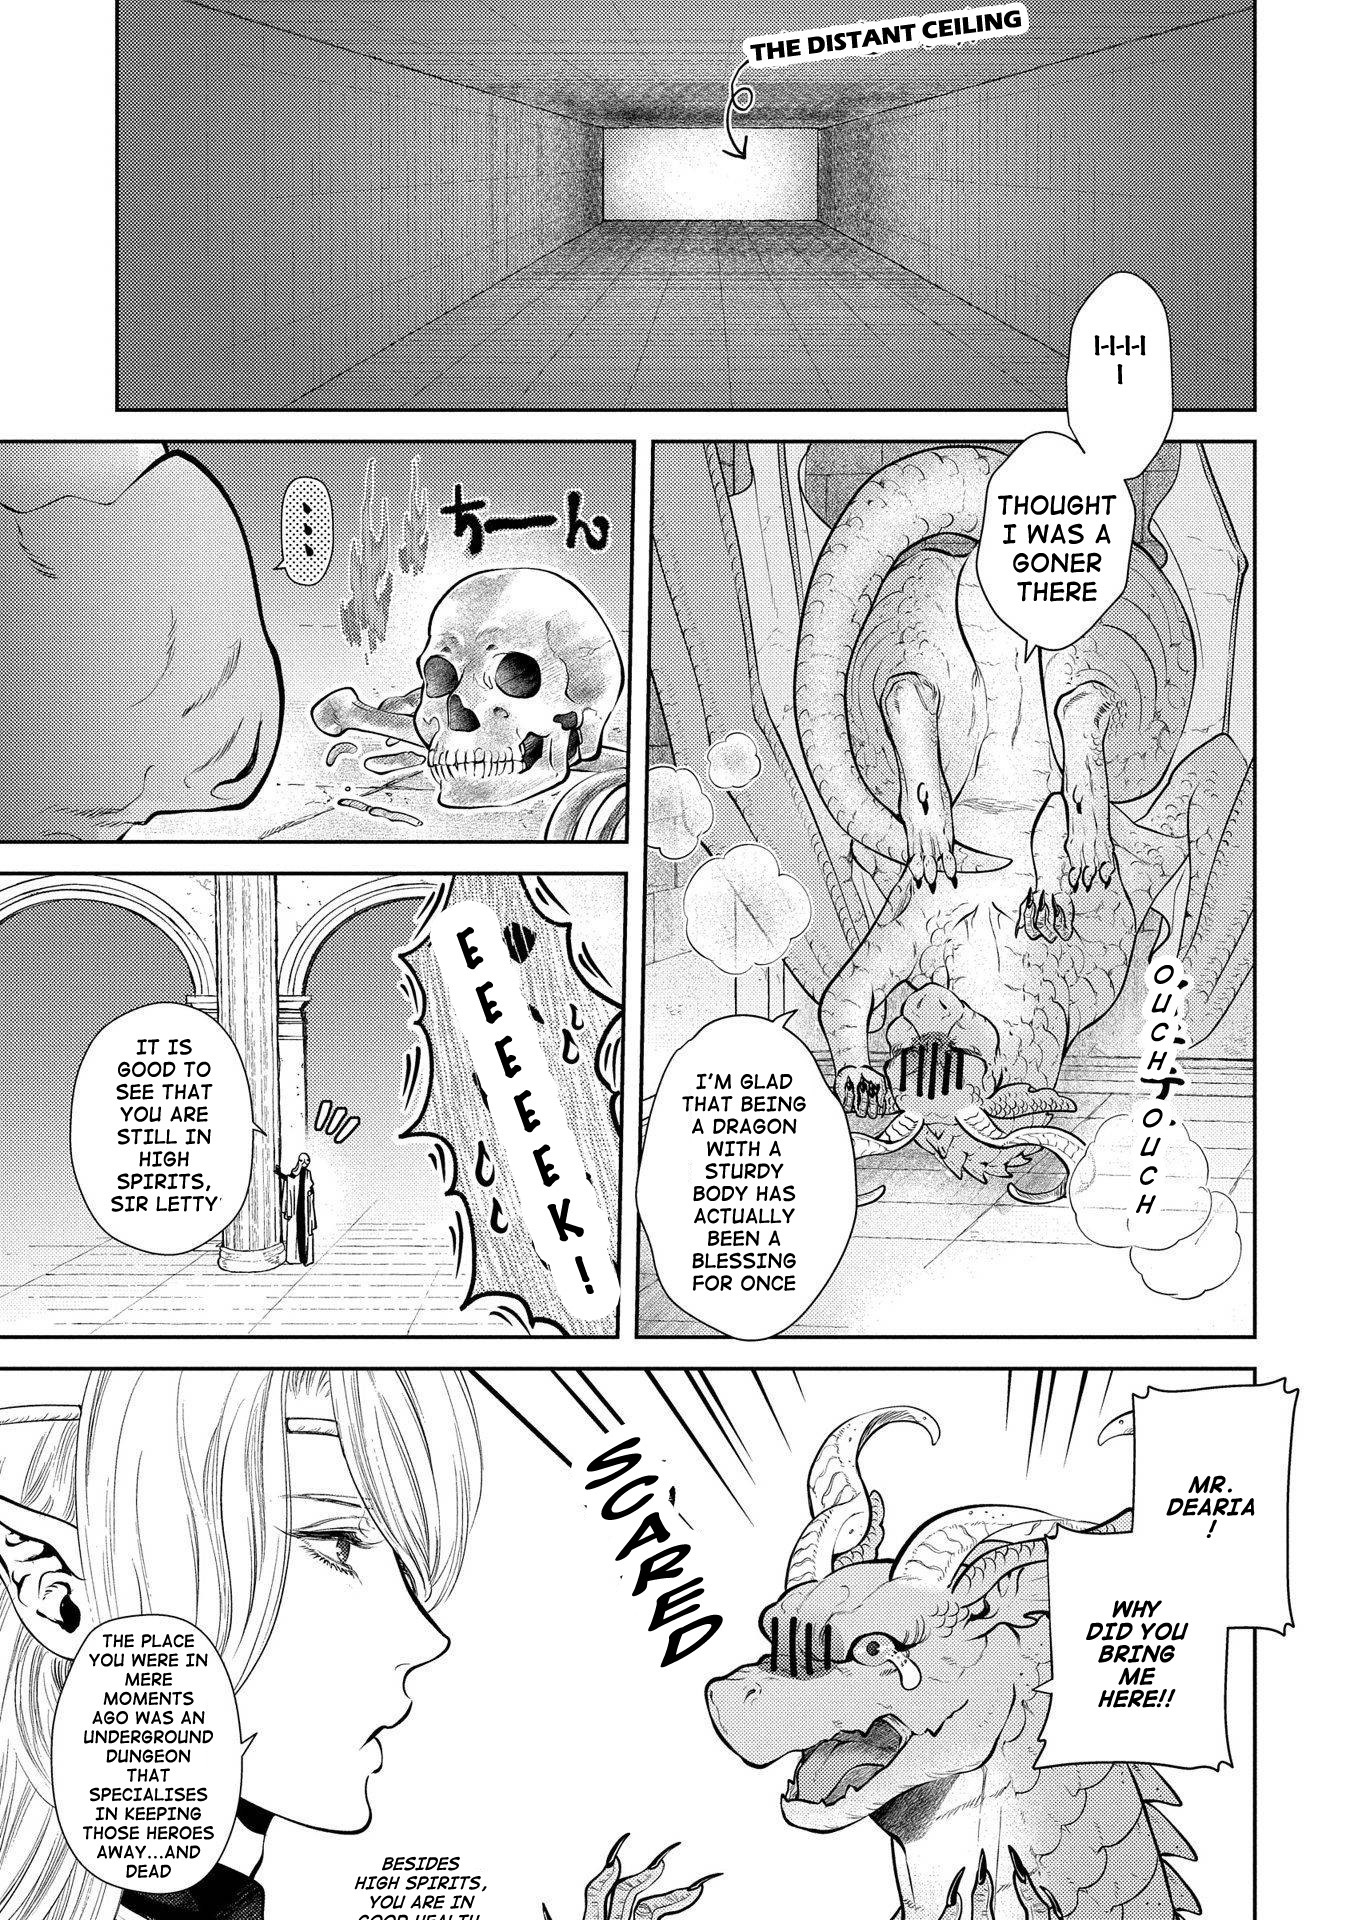 THE DISTANT CEILING
I-I-I-I
I
THOUGHT
I WAS A
GONER
THERE
OUCH OUCH
I'M GLAD
THAT BEING
A DRAGON
WITH A
STURDY
BODY HAS
ACTUALLY
BEEN A
BLESSING
FOR ONCE
ちーん
EEEEEEK!
IT IS
GOOD TO
SEE THAT
YOU ARE
STILL IN
HIGH
SPIRITS,
SIR LETTY
MR.
DEARIA
!
WHY
DID YOU
BRING
ME
HERE!!
SCARED
THE PLACE
YOU WERE IN
MERE
MOMENTS
AGO WAS AN
UNDERGROUND
DUNGEON
THAT
SPECIALISES
IN KEEPING
THOSE HEROES
AWAY...AND
DEAD
BESIDES
HIGH SPIRITS,
YOU ARE IN
GOOD HEALTH